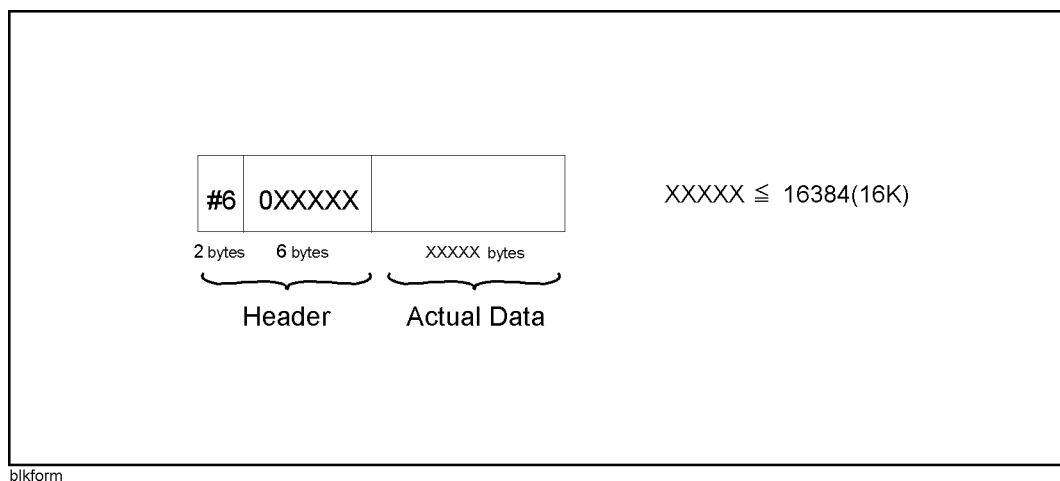 #6 0XXXXX
XXXXX ≦ 16384(16K)
2 bytes 6 bytes XXXXX bytes
Header Actual Data
blkform